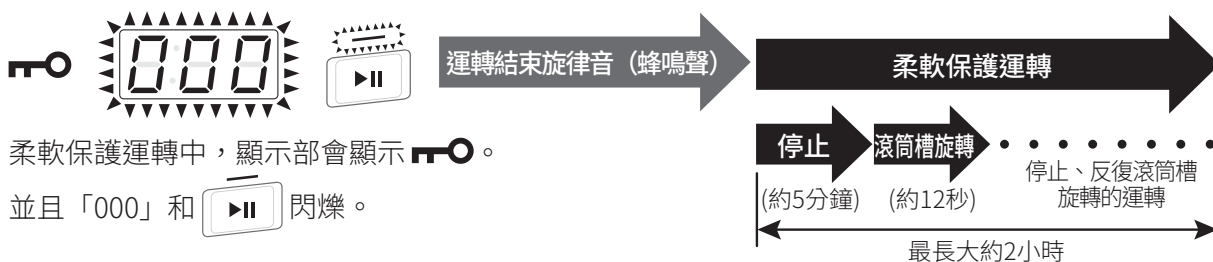 000
運轉結束旋律音（蜂鳴聲）
柔軟保護運轉
柔軟保護運轉中，顯示部會顯示。
並且「000」和閃爍。
停止
滾筒槽旋轉
(約5分鐘)
(約12秒)
停止、反復滾筒槽
旋轉的運轉
最長大約2小時